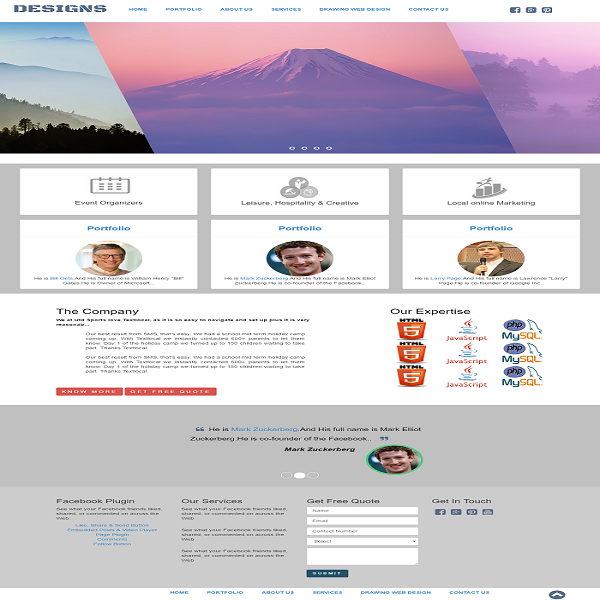 DESIGNS
HOME PORTFOLIO ABOUT US SERVICES DRAWING WEB DESIGN CONTACT US
Event Organizers
Leisure, Hospitality & Creative
Local online Marketing
Portfolio
He is Bill Gets.And His full name is William Henry "Bill"
Gates.He is Owner of Microsoft...
Portfolio
He is Mark Zuckerberg.And His full name is Mark Elliot
Zuckerberg.He is co-founder of the Facebook..
Portfolio
He is Larry Page.And His full name is Lawrence "Larry"
Page.He is co-founder of Google Inc..
The Company
We at Utd Sports love Textlocal, as it is so easy to navigate and set up plus it is very
reasonab...
Our best result from SMS, that's easy. We had a school mid term holiday camp
coming up. With Textlocal we instantly contacted 600+ parents to let them
know. Day 1 of the holiday camp we turned up to 150 children waiting to take
part. Thanks Textlocal
Our best result from SMS, that's easy. We had a school mid term holiday camp
coming up. With Textlocal we instantly contacted 600+ parents to let them
know. Day 1 of the holiday camp we turned up to 150 children waiting to take
part. Thanks Textlocal
KNOW MORE GET FREE QUOTE
Our Expertise
HTML 5 JavaScript php MySQL
HTML 5 php MySQL
HTML 5 JavaScript php MySQL
“ He is Mark Zuckerberg.And His full name is Mark Elliot
Zuckerberg.He is co-founder of the Facebook.. ”
Mark Zuckerberg
Facebook Plugin
See what your Facebook friends liked,
shared, or commented on across the
Web
Like, Share & Send Button
Embedded Posts & Video Player
Page Plugin
Comments
Follow Button
Our Services
See what your Facebook friends liked,
shared, or commented on across the
Web
See what your Facebook friends liked,
shared, or commented on across the
Web
See what your Facebook friends liked,
shared, or commented on across the
Web
Get Free Quote
Name
Email
Contact Number
Select
SUBMIT
Get In Touch
HOME PORTFOLIO ABOUT US SERVICES DRAWING WEB DESIGN CONTACT US